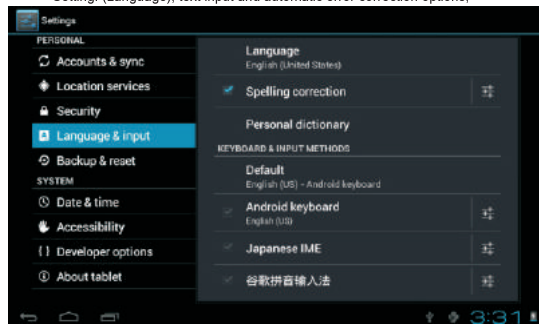 Setting: (Language), text input and automatic error correction options;
Settings
PERSONAL
Accounts & sync
Location services
Security
Language & input
Backup & reset
SYSTEM
Date & time
Accessibility
{ } Developer options
About tablet
Language
English (United States)
Spelling correction
Personal dictionary
KEYBOARD & INPUT METHODS
Default
English (US) - Android keyboard
Android keyboard
English (US)
Japanese IME
谷歌拼音输入法
3:31